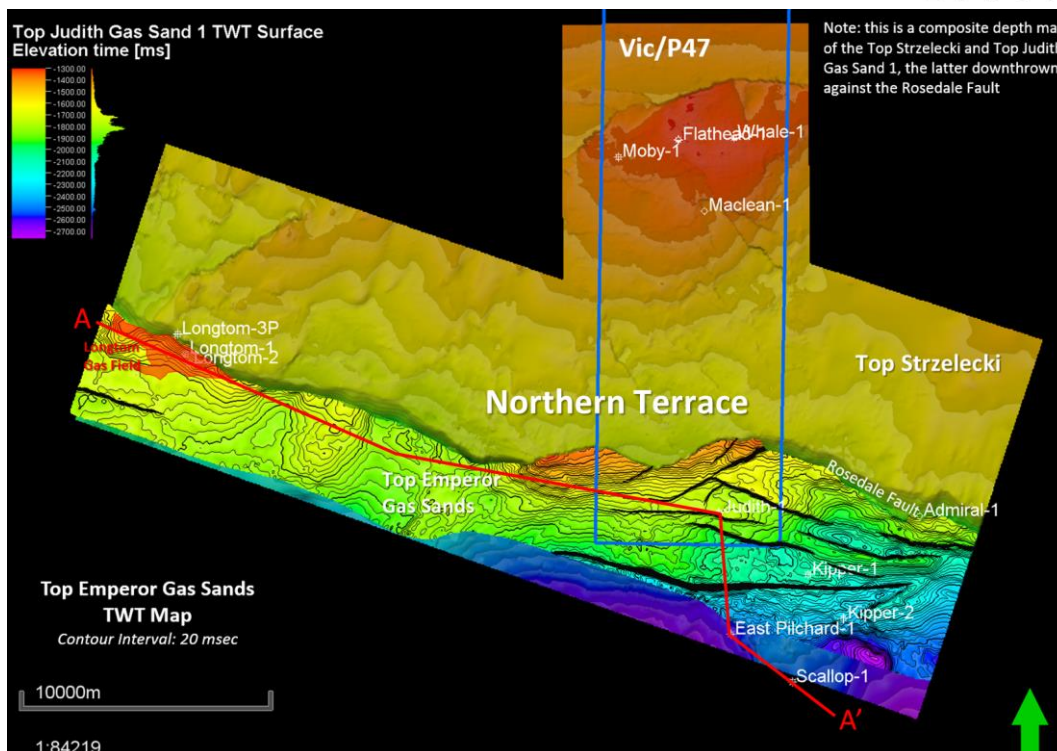 Top Judith Gas Sand 1 TWT Surface
Elevation time [ms]
-1300.00
-1400.00
-1500.00
-1600.00
-1700.00
-1800.00
-1900.00
-2000.00
-2100.00
-2200.00
-2300.00
-2400.00
-2500.00
-2600.00
-2700.00
Vic/P47
Note: this is a composite depth ma
of the Top Strzelecki and Top Judith
Gas Sand 1, the latter downthrown
against the Rosedale Fault
Flathead-1
Whale-1
Moby-1
Maclean-1
A
Longtom-3P
Longtom-1
Longtom-2
Longtom
Gas Field
Top Strzelecki
Northern Terrace
Top Emperor
Gas Sands
Rosedale Fault
Judith-1
Admiral-1
Kipper-1
Kipper-2
East Pilchard-1
Scallop-1
A'
Top Emperor Gas Sands
TWT Map
Contour Interval: 20 msec
10000m
1:84219